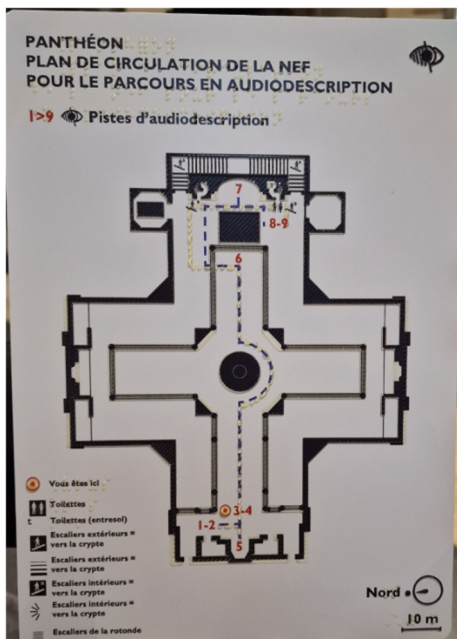 PANTHÉON
PLAN DE CIRCULATION DE LA NEF
POUR LE PARCOURS EN AUDIODESCRIPTION
1>9 Pistes d'audiodescription
7
8-9
6
3-4
1-2
5
Vous êtes ici
Toilettes
t Toilettes (entresol)
Escaliers extérieurs =
vers la crypte
Escaliers extérieurs =
vers la crypte
Escaliers intérieurs =
vers la crypte
Escaliers intérieurs =
vers la crypte
Escaliers de la rotonde
Nord
10 m